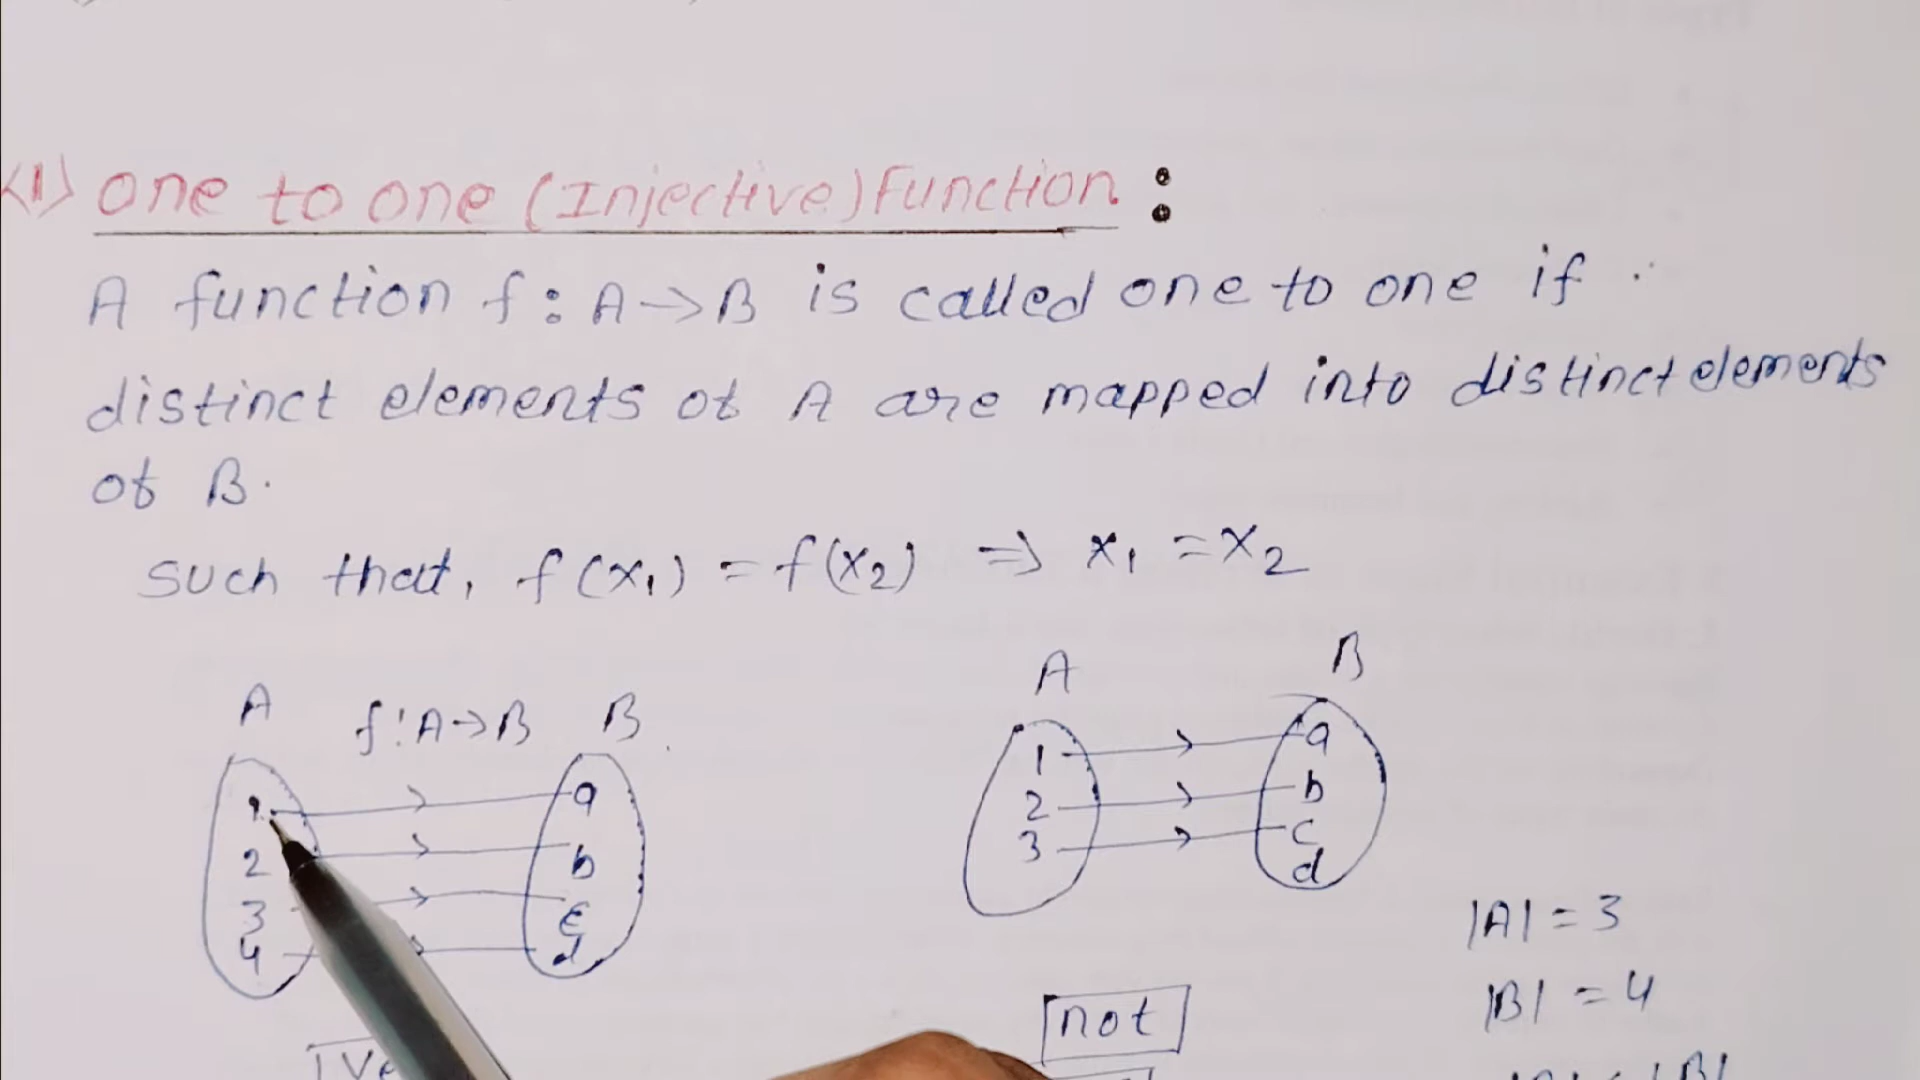 <1> one to one (Injective) Function :
A function f : A → B is called one to one if
distinct elements of A are mapped into distinct elements
of B.
such that, f(x₁) = f(x₂) ⇒ x₁ = x₂
A f : A → B B
1 a
2 b
3 c
4 d
A B
1 a
2 b
3 c
d
|A| = 3
|B| = 4
not